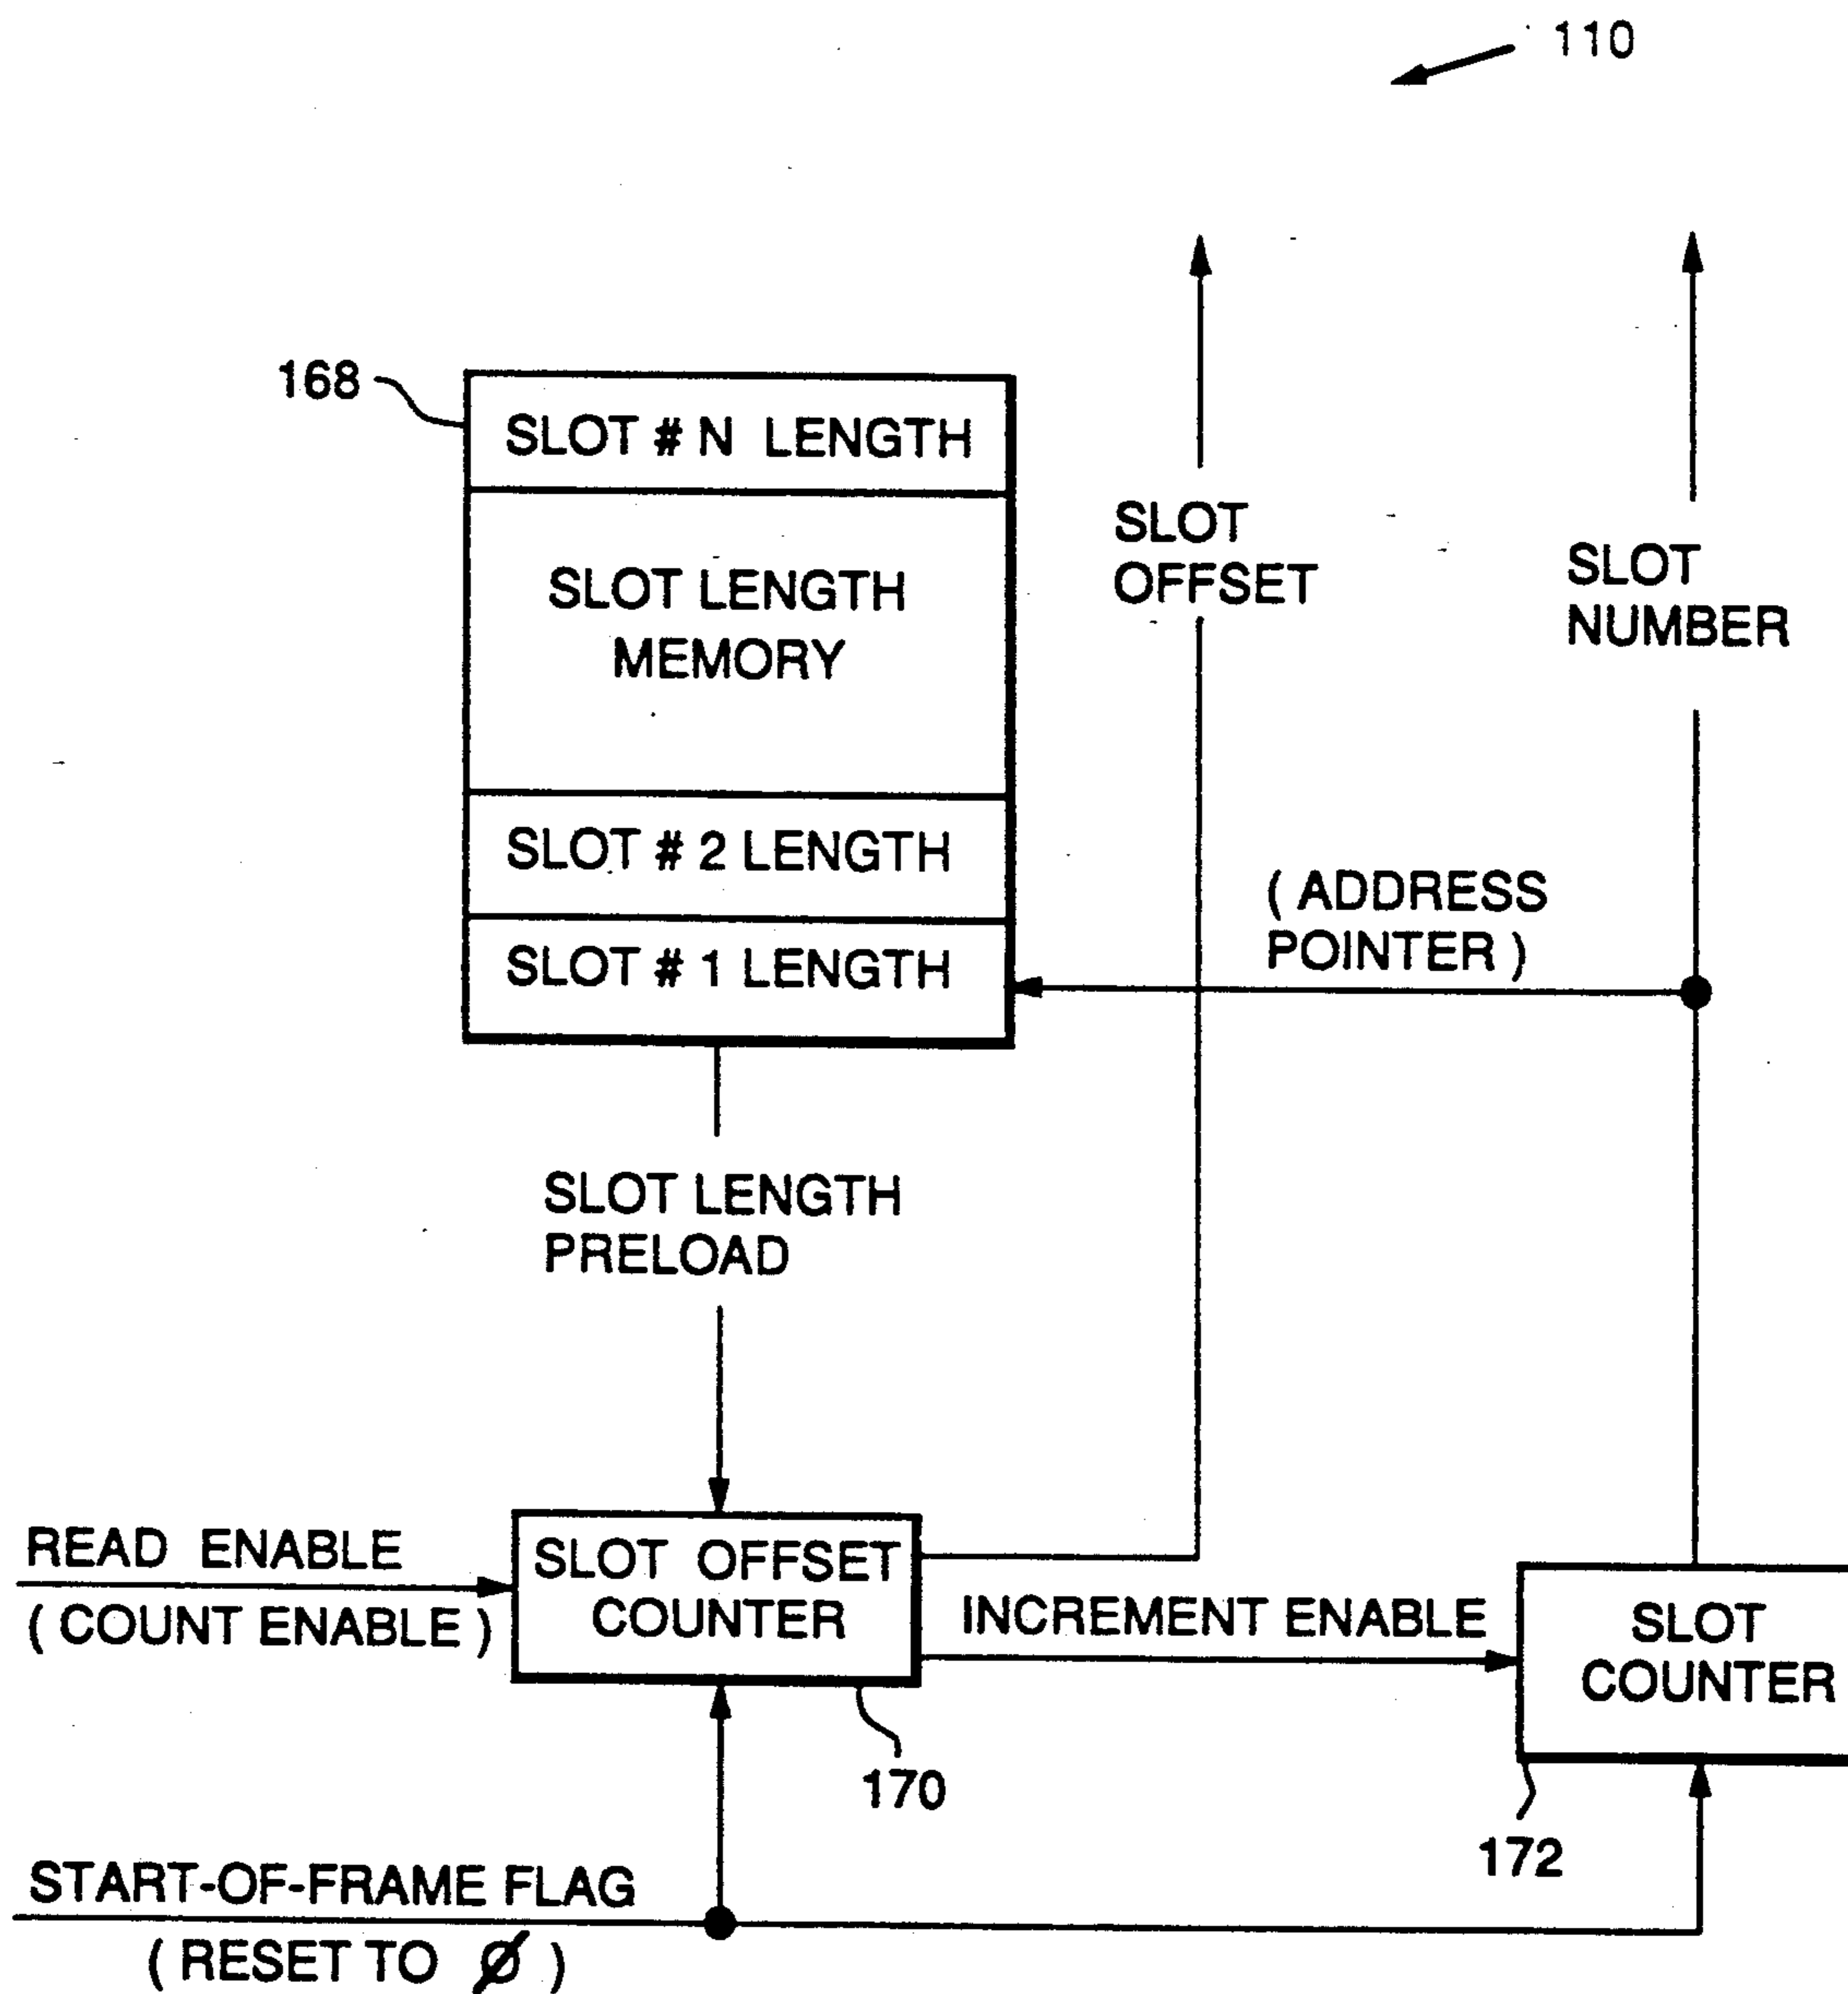 110
168
SLOT # N LENGTH
SLOT LENGTH
MEMORY
SLOT # 2 LENGTH
SLOT # 1 LENGTH
SLOT
OFFSET
SLOT
NUMBER
( ADDRESS
POINTER )
SLOT LENGTH
PRELOAD
READ ENABLE
( COUNT ENABLE )
SLOT OFFSET
COUNTER
INCREMENT ENABLE
SLOT
COUNTER
170
172
START-OF-FRAME FLAG
( RESET TO Ø )